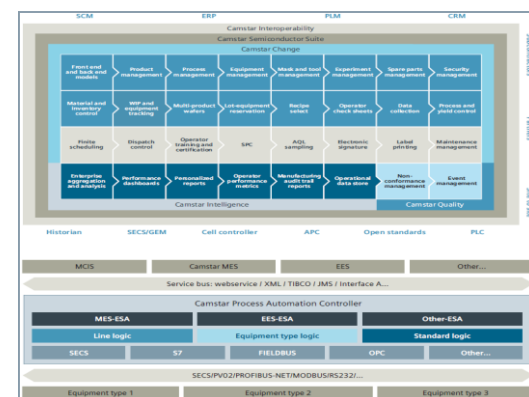 SCM ERP PLM CRM
Camstar Interoperability
Camstar Semiconductor Suite
Camstar Change
Front end and back end models
Product management
Process management
Equipment management
Mask and tool management
Experiment management
Spare parts management
Security management
Material and inventory control
WIP and equipment tracking
Multi-product wafers
Lot-equipment reservation
Recipe select
Operator check sheets
Data collection
Process and yield control
Finite scheduling
Dispatch control
Operator training and certification
SPC
AQL sampling
Electronic signature
Label printing
Maintenance management
Enterprise aggregation and analysis
Performance dashboards
Personalized reports
Operator performance metrics
Manufacturing audit trail reports
Operational data store
Non-conformance management
Event management
Camstar Intelligence Camstar Quality
Historian SECS/GEM Cell controller APC Open standards PLC
MCIS Camstar MES EES Other...
Service bus: webservice / XML / TIBCO / JMS / Interface A...
Camstar Process Automation Controller
MES-ESA EES-ESA Other-ESA
Line logic Equipment type logic Standard logic
SECS S7 FIELDBUS OPC Other...
SECS/PV02/PROFIBUS-NET/MODBUS/RS232/...
Equipment type 1 Equipment type 2 Equipment type 3